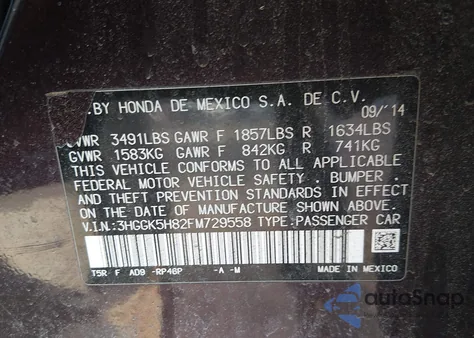 .BY HONDA DE MEXICO S.A. DE C.V.
09/'14
GVWR 3491LBS GAWR F 1857LBS R 1634LBS
GVWR 1583KG GAWR F 842KG R 741KG
THIS VEHICLE CONFORMS TO ALL APPLICABLE
FEDERAL MOTOR VEHICLE SAFETY . BUMPER .
AND THEFT PREVENTION STANDARDS IN EFFECT
ON THE DATE OF MANUFACTURE SHOWN ABOVE.
V.I.N.:3HGGK5H82FM729558 TYPE:PASSENGER CAR
T5R- F AD9 -RP46P -A -M MADE IN MEXICO
autoSnap